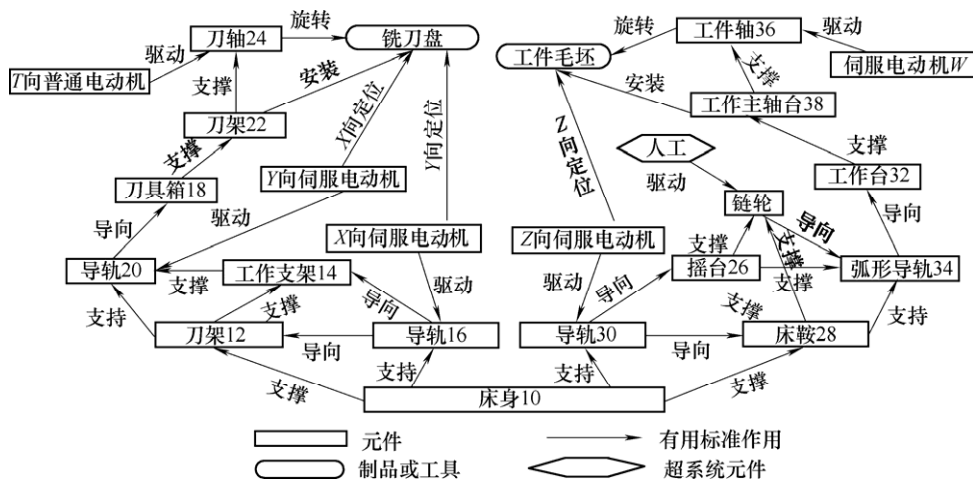 旋转
刀轴24
铣刀盘
驱动
T向普通电动机
支撑
安装
刀架22
X向定位
Y向定位
支撑
刀具箱18
Y向伺服电动机
导向
驱动
X向伺服电动机
导轨20
支撑
工作支架14
导向
驱动
支持
支撑
刀架12
导向
导轨16
支撑
支持
床身10
旋转
工件轴36
驱动
工件毛坯
伺服电动机W
支撑
安装
工作主轴台38
Z向定位
人工
支撑
驱动
工作台32
链轮
导向
导向
Z向伺服电动机
支撑
支撑
摇台26
支撑
弧形导轨34
驱动
导向
支撑
支持
导轨30
导向
床鞍28
支持
支撑
元件
有用标准作用
制品或工具
超系统元件